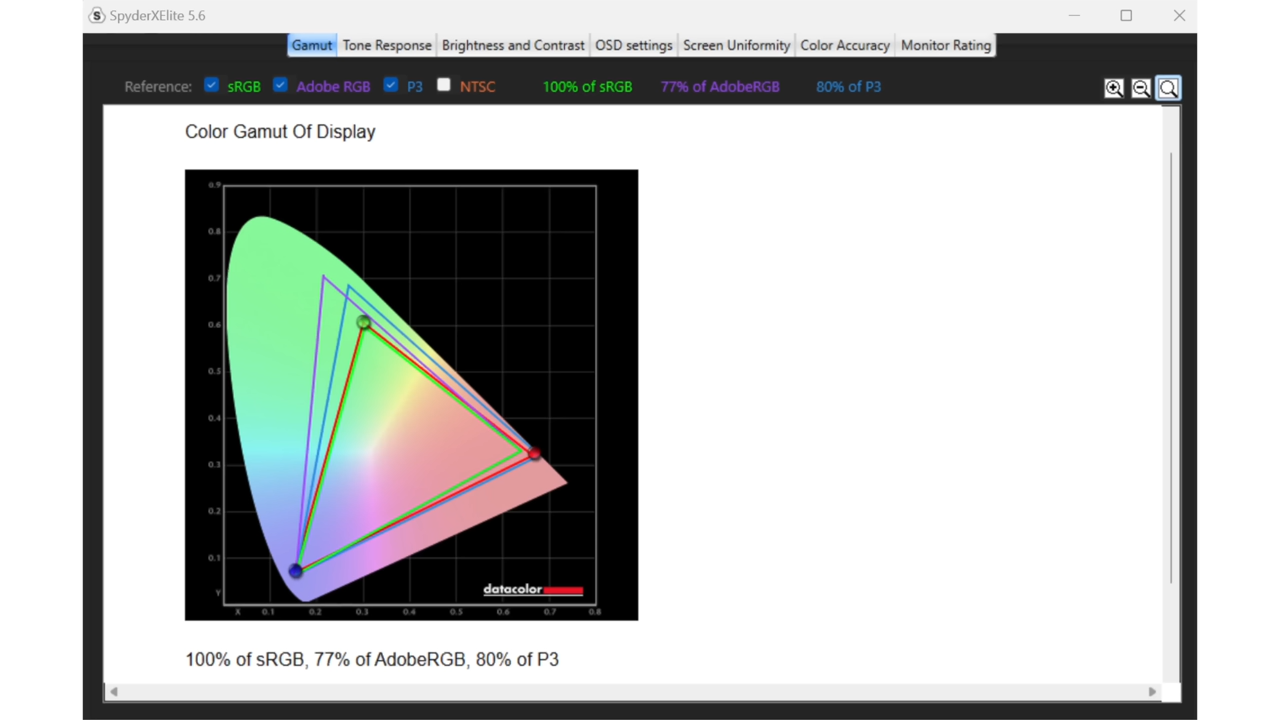 SpyderXElite 5.6
Gamut Tone Response Brightness and Contrast OSD settings Screen Uniformity Color Accuracy Monitor Rating
Reference: sRGB Adobe RGB P3 NTSC 100% of sRGB 77% of AdobeRGB 80% of P3
Color Gamut Of Display
0.9
0.8
0.7
0.6
0.5
0.4
0.3
0.2
0.1
datacolor
Y
X 0.1 0.2 0.3 0.4 0.5 0.6 0.7 0.8
100% of sRGB, 77% of AdobeRGB, 80% of P3